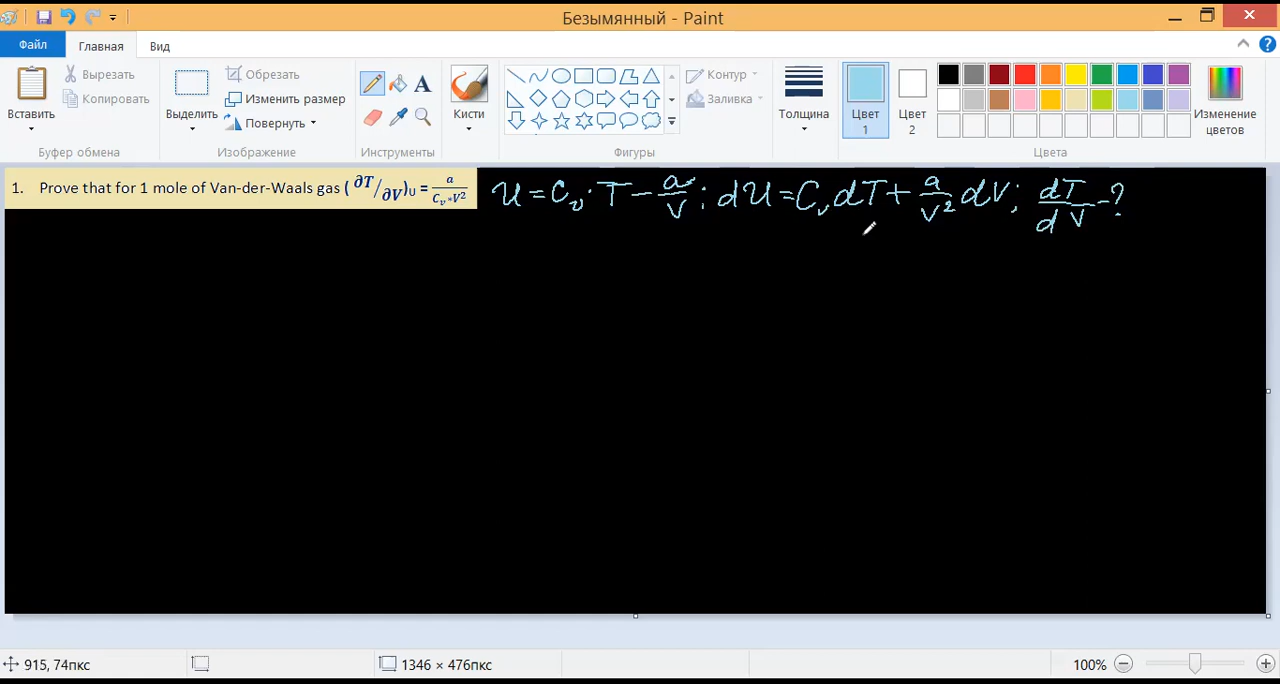 Безымянный - Paint
Файл Главная Вид
Вставить
Вырезать
Копировать
Буфер обмена
Выделить
Обрезать
Изменить размер
Повернуть
Изображение
A
Инструменты
Кисти
Контур
Заливка
Фигуры
Толщина
Цвет 1
Цвет 2
Изменение цветов
Цвета
1. Prove that for 1 mole of Van-der-Waals gas (∂T/∂V)U = a/(Cv*V²)
U = Cv · T − a/V ; dU = Cv dT + a/V² dV ; dT/dV − ?
915, 74пкс
1346 × 476пкс
100%